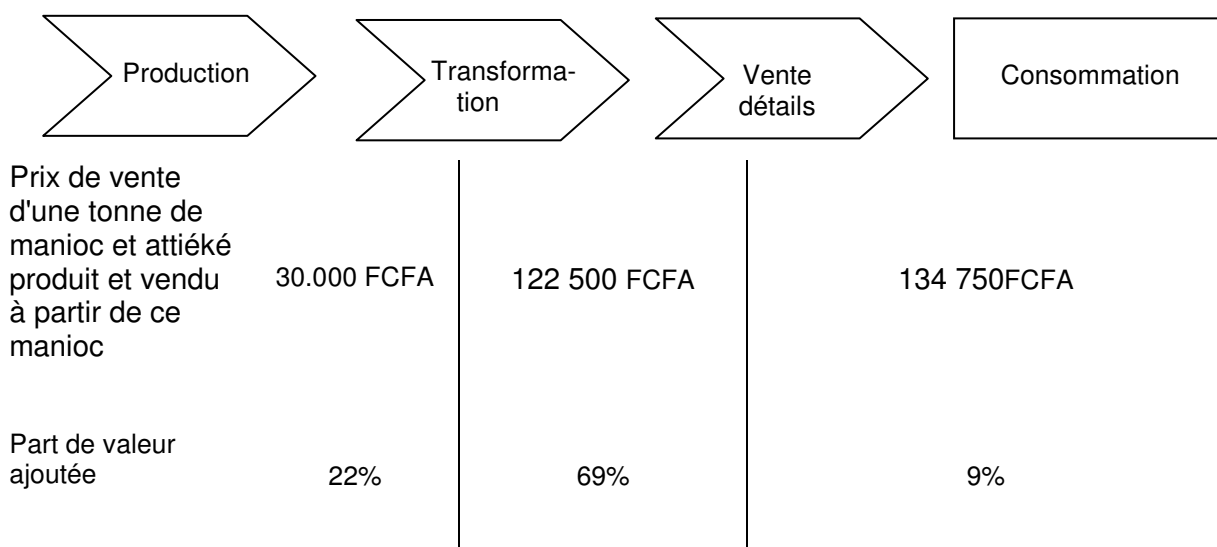 Production
Transforma-
tion
Vente
détails
Consommation
Prix de vente
d'une tonne de
manioc et attiéké
produit et vendu
à partir de ce
manioc
30.000 FCFA
122 500 FCFA
134 750FCFA
Part de valeur
ajoutée
22%
69%
9%